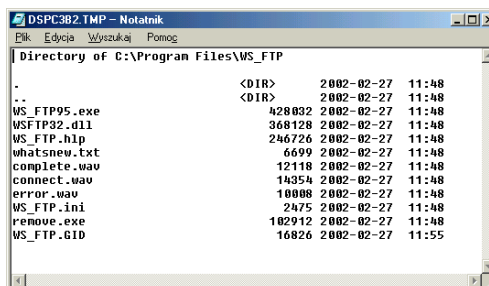 DSPC3B2.TMP – Notatnik
Plik Edycja Wyszukaj Pomoc
Directory of C:\Program Files\WS_FTP
. <DIR> 2002-02-27 11:48
.. <DIR> 2002-02-27 11:48
WS_FTP95.exe 428032 2002-02-27 11:48
WSFTP32.dll 368128 2002-02-27 11:48
WS_FTP.hlp 246726 2002-02-27 11:48
whatsnew.txt 6699 2002-02-27 11:48
complete.wav 12118 2002-02-27 11:48
connect.wav 14354 2002-02-27 11:48
error.wav 10008 2002-02-27 11:48
WS_FTP.ini 2475 2002-02-27 11:48
remove.exe 102912 2002-02-27 11:48
WS_FTP.GID 16826 2002-02-27 11:55